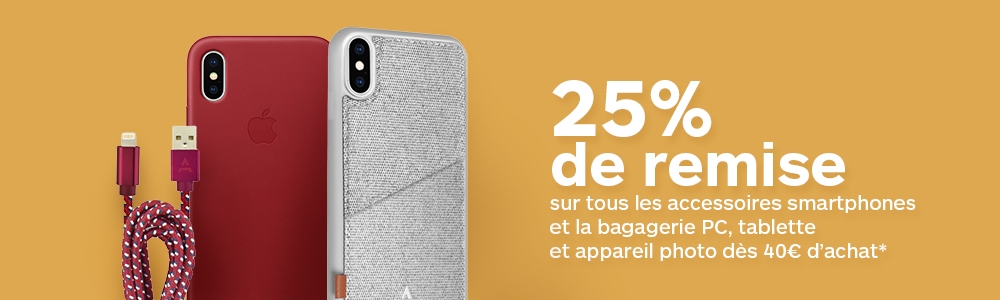 25%
de remise
sur tous les accessoires smartphones
et la bagagerie PC, tablette
et appareil photo dès 40€ d'achat*